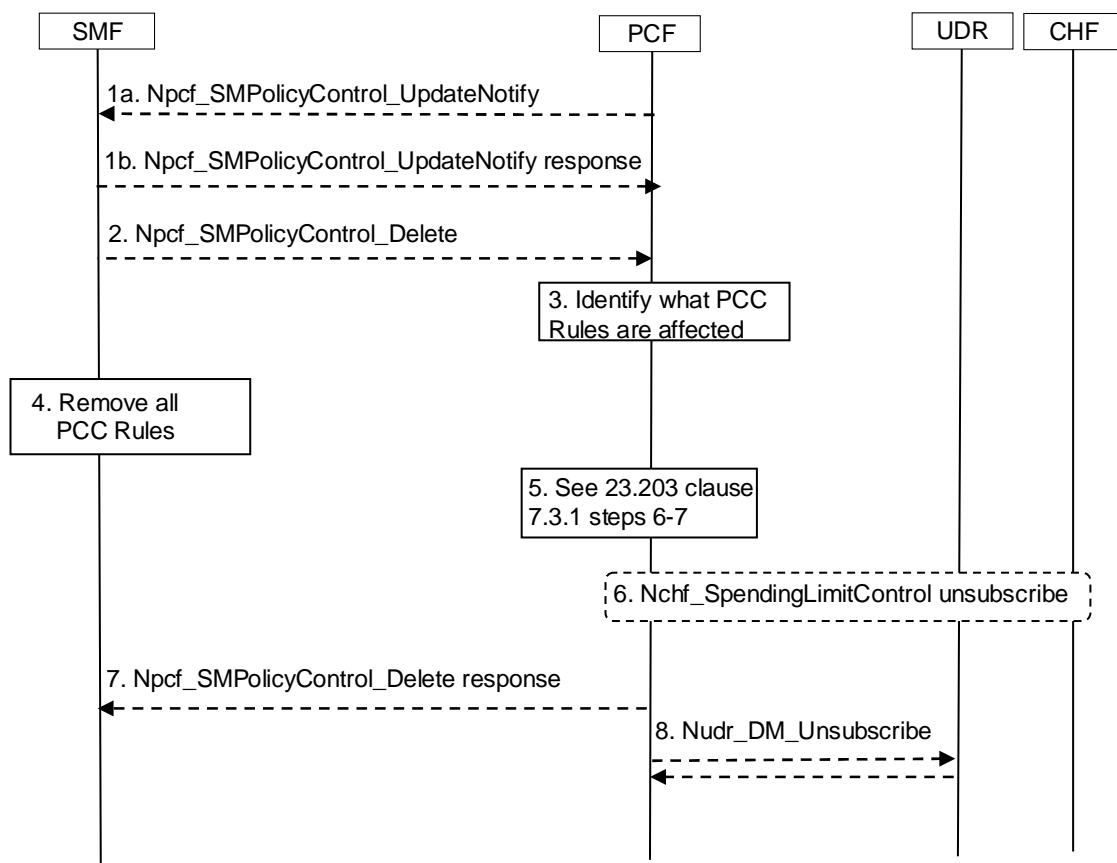 SMF
PCF
UDR
CHF
1a. Npcf_SMPolicyControl_UpdateNotify
1b. Npcf_SMPolicyControl_UpdateNotify response
2. Npcf_SMPolicyControl_Delete
3. Identify what PCC
Rules are affected
4. Remove all
PCC Rules
5. See 23.203 clause
7.3.1 steps 6-7
6. Nchf_SpendingLimitControl unsubscribe
7. Npcf_SMPolicyControl_Delete response
8. Nudr_DM_Unsubscribe